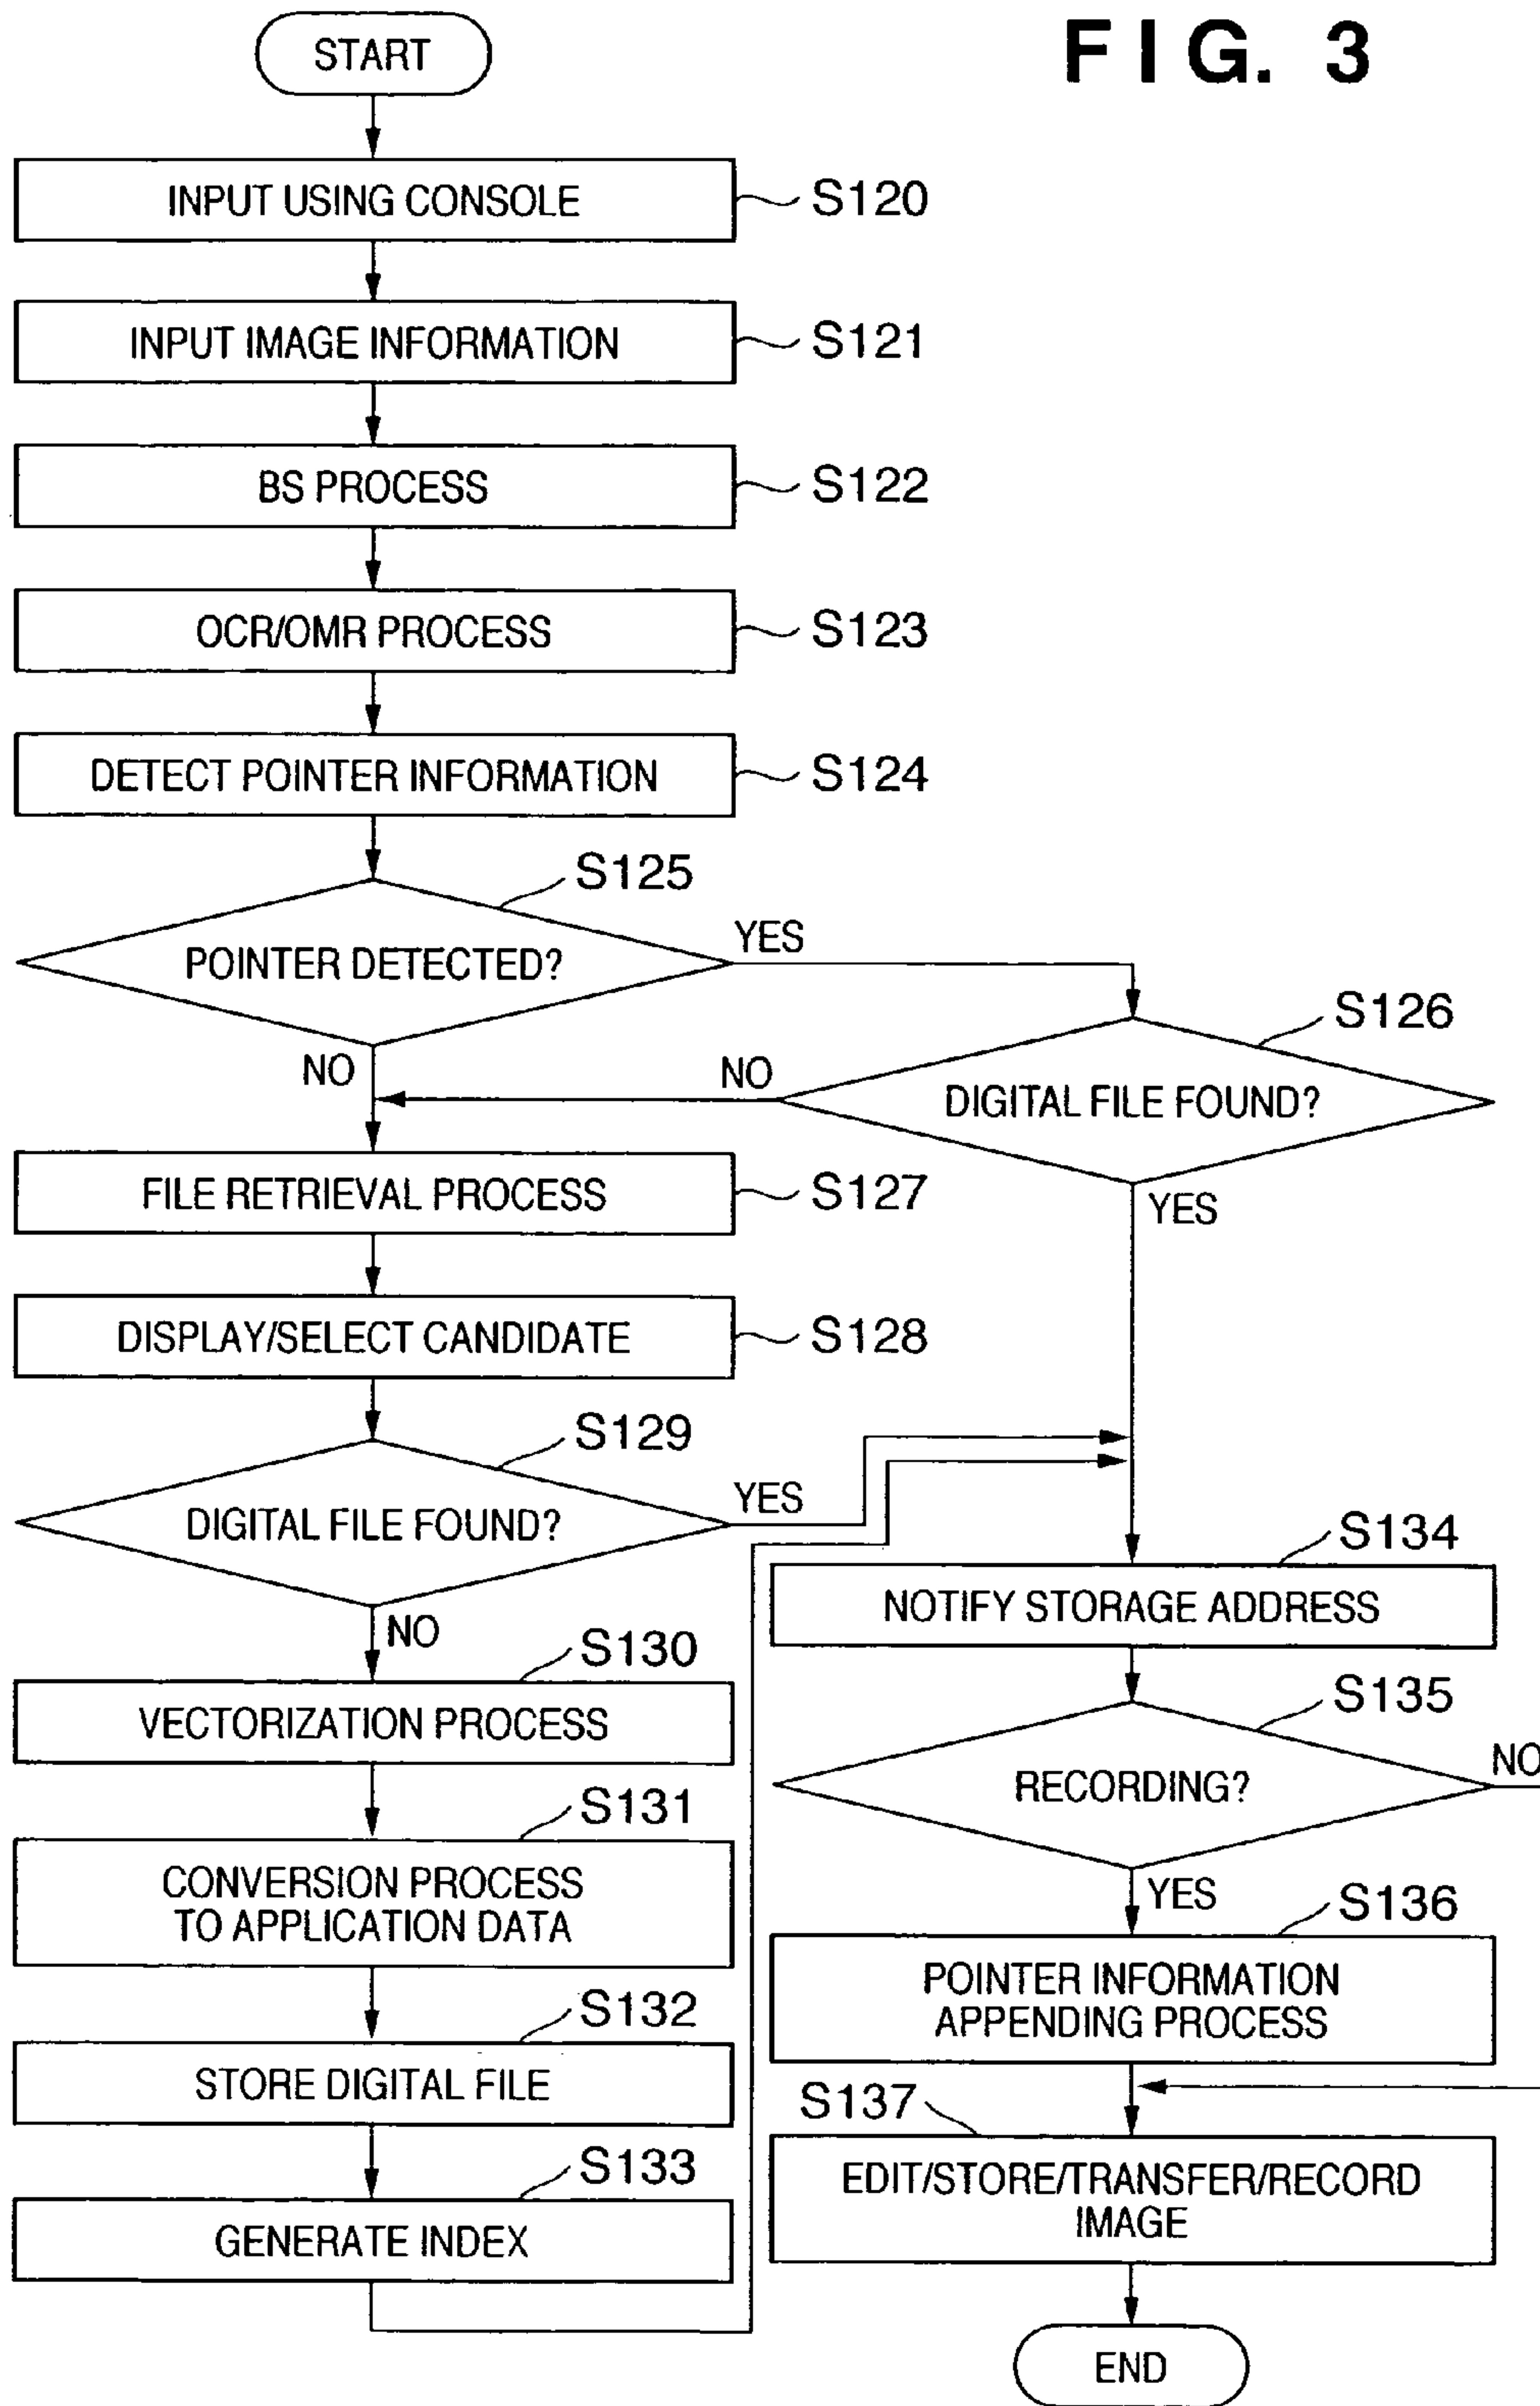 FIG. 3
START
INPUT USING CONSOLE
S120
INPUT IMAGE INFORMATION
S121
BS PROCESS
S122
OCR/OMR PROCESS
S123
DETECT POINTER INFORMATION
S124
S125
POINTER DETECTED?
YES
NO
S126
DIGITAL FILE FOUND?
NO
YES
FILE RETRIEVAL PROCESS
S127
DISPLAY/SELECT CANDIDATE
S128
S129
DIGITAL FILE FOUND?
YES
NO
S130
VECTORIZATION PROCESS
S131
CONVERSION PROCESS
TO APPLICATION DATA
S132
STORE DIGITAL FILE
S133
GENERATE INDEX
S134
NOTIFY STORAGE ADDRESS
S135
RECORDING?
NO
YES
S136
POINTER INFORMATION
APPENDING PROCESS
S137
EDIT/STORE/TRANSFER/RECORD
IMAGE
END